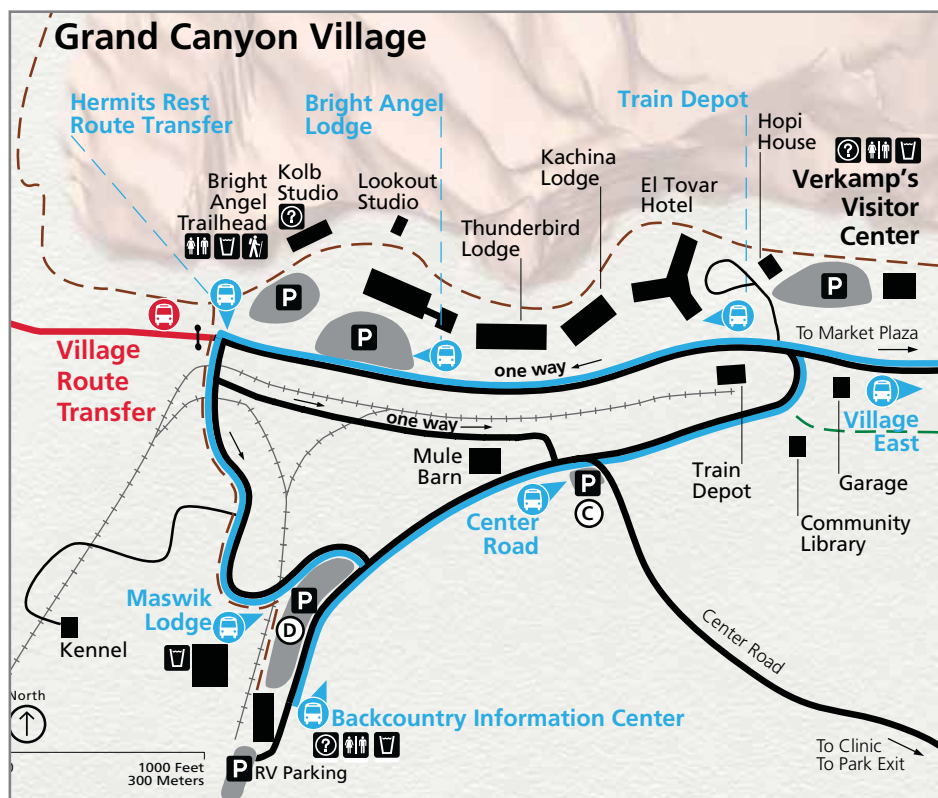 Grand Canyon Village
Hermits Rest
Route Transfer
Bright Angel
Lodge
Train Depot
Hopi
House
?
Verkamp's
Visitor
Center
Bright
Angel
Trailhead
Kolb
Studio
?
Lookout
Studio
Kachina
Lodge
El Tovar
Hotel
Thunderbird
Lodge
P
P
P
To Market Plaza
Village
Route
Transfer
one way
one way
Village
East
Mule
Barn
Train
Depot
Garage
Community
Library
P
C
Center
Road
Maswik
Lodge
P
D
Kennel
Center Road
North
Backcountry Information Center
?
1000 Feet
300 Meters
P
RV Parking
To Clinic
To Park Exit